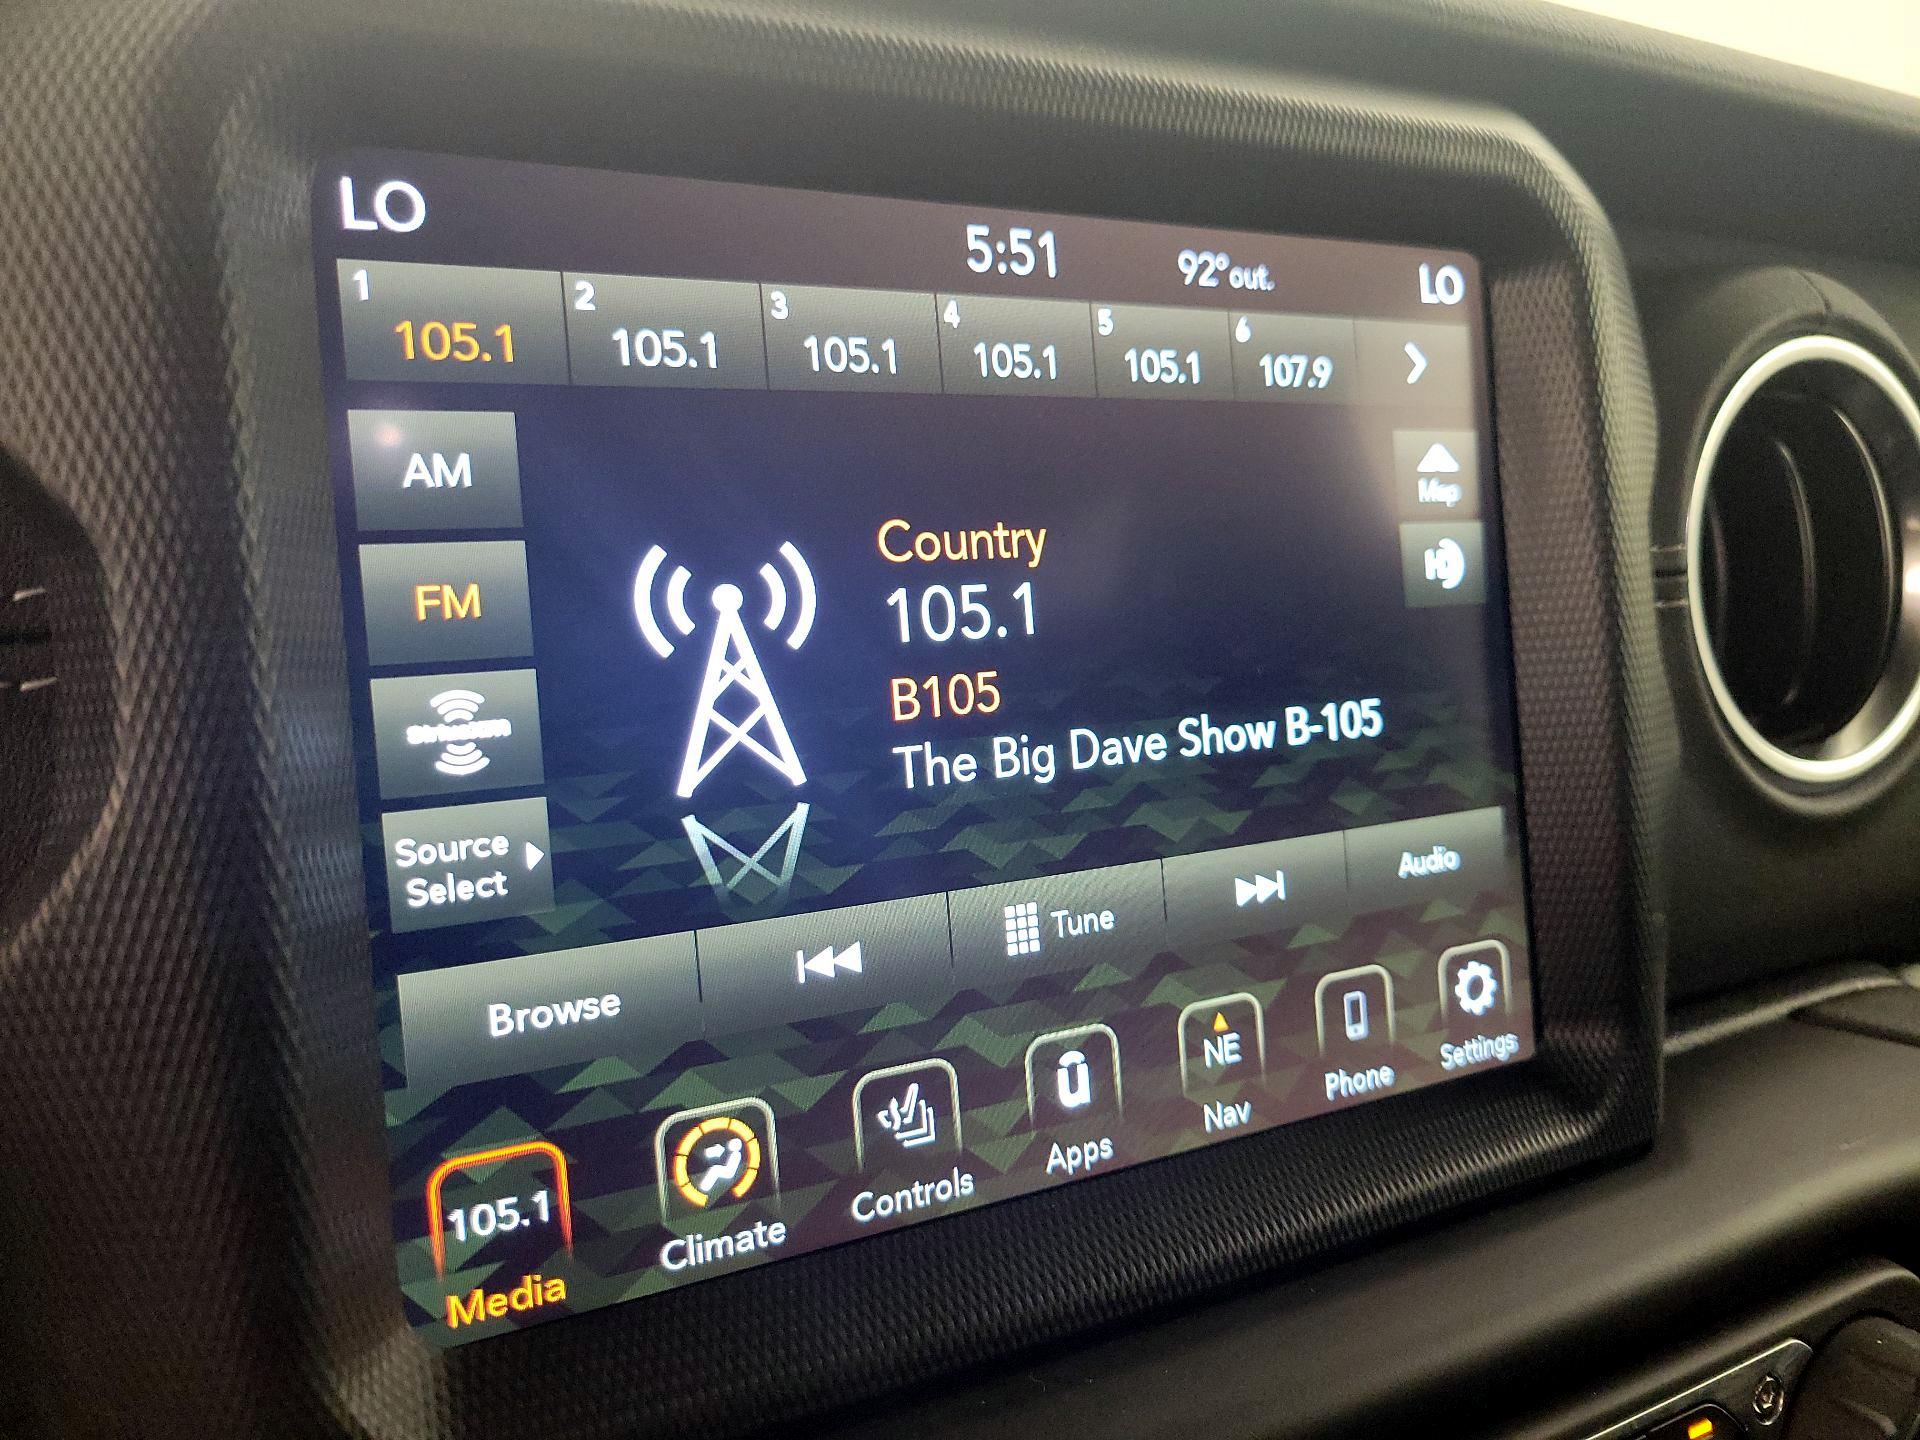 LO
5:51
92° out.
LO
1
105.1
2
105.1
3
105.1
4
105.1
5
105.1
6
107.9
AM
Country
Map
FM
105.1
HD
SiriusXM
B105
The Big Dave Show B-105
Source
Select
Browse
Tune
Audio
105.1
Media
Climate
Controls
Apps
NE
Nav
Phone
Settings